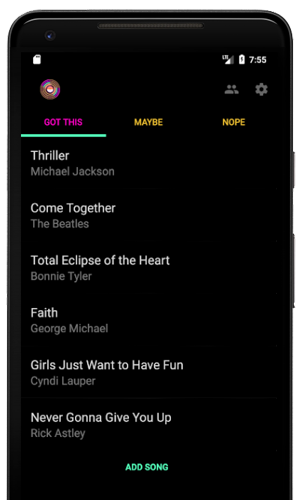 LTE 7:55
GOT THIS MAYBE NOPE
Thriller
Michael Jackson
Come Together
The Beatles
Total Eclipse of the Heart
Bonnie Tyler
Faith
George Michael
Girls Just Want to Have Fun
Cyndi Lauper
Never Gonna Give You Up
Rick Astley
ADD SONG